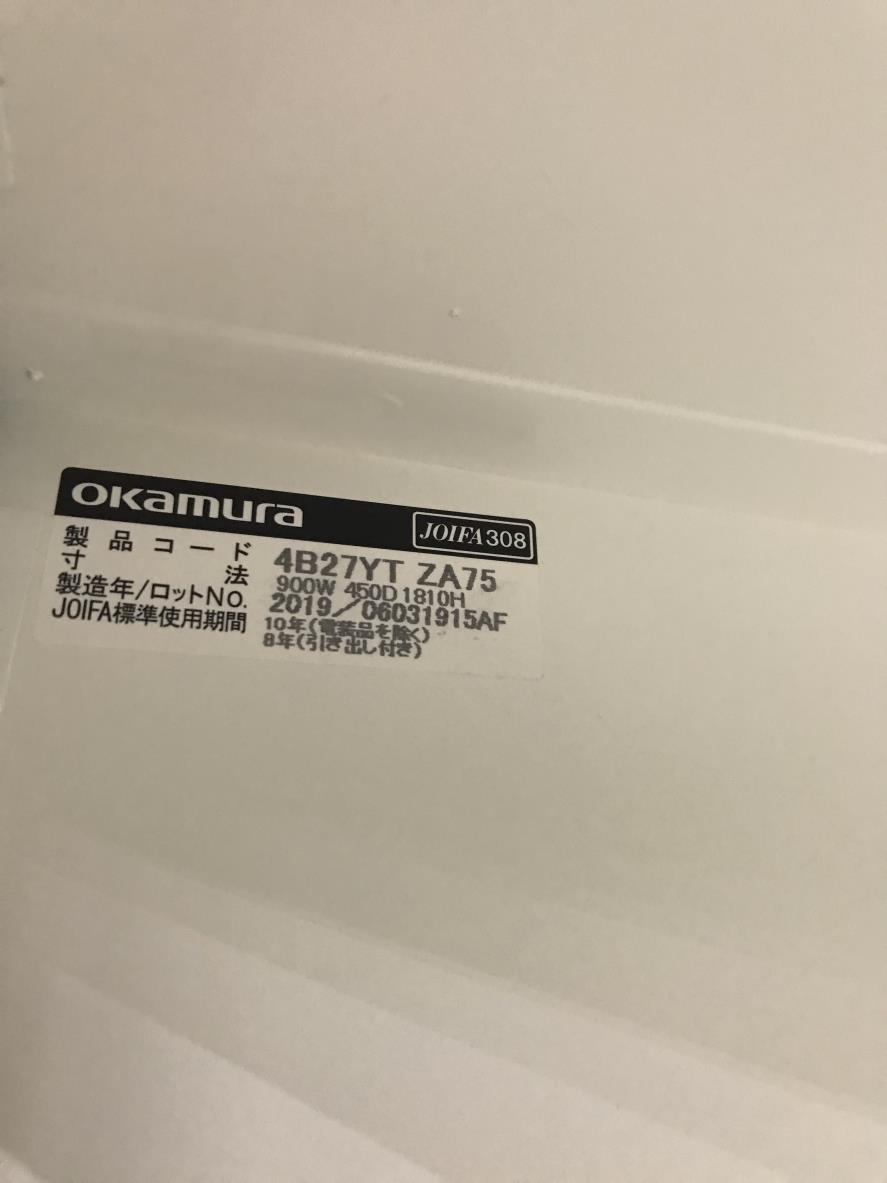 okamura JOIFA308
製品コード 4B27YT ZA75
寸法 900W 450D 1810H
製造年/ロットNo. 2019/06031915AF
JOIFA標準使用期間 10年(電装品を除く)
8年(引き出し付き)